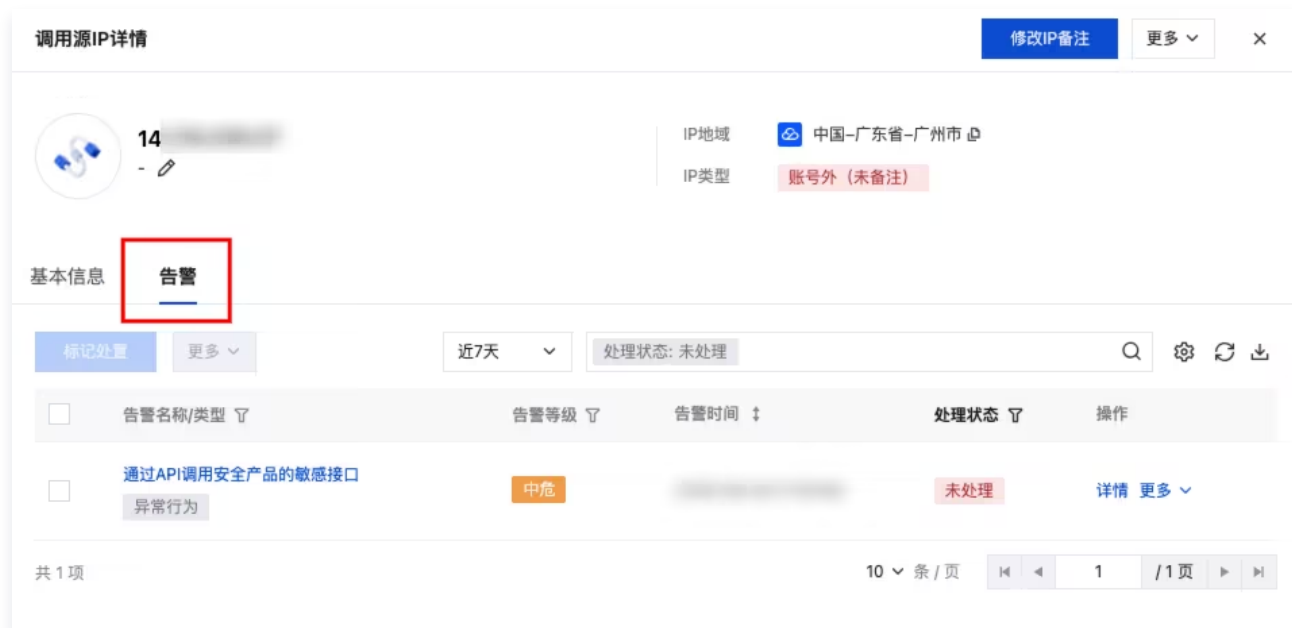 调用源IP详情 修改IP备注 更多
14
-
IP地域 中国–广东省–广州市
IP类型 账号外（未备注）
基本信息 告警
标记处置 更多 近7天 处理状态: 未处理
告警名称/类型 告警等级 告警时间 处理状态 操作
通过API调用安全产品的敏感接口
异常行为 中危 未处理 详情 更多
共 1 项 10 条 / 页 1 / 1 页